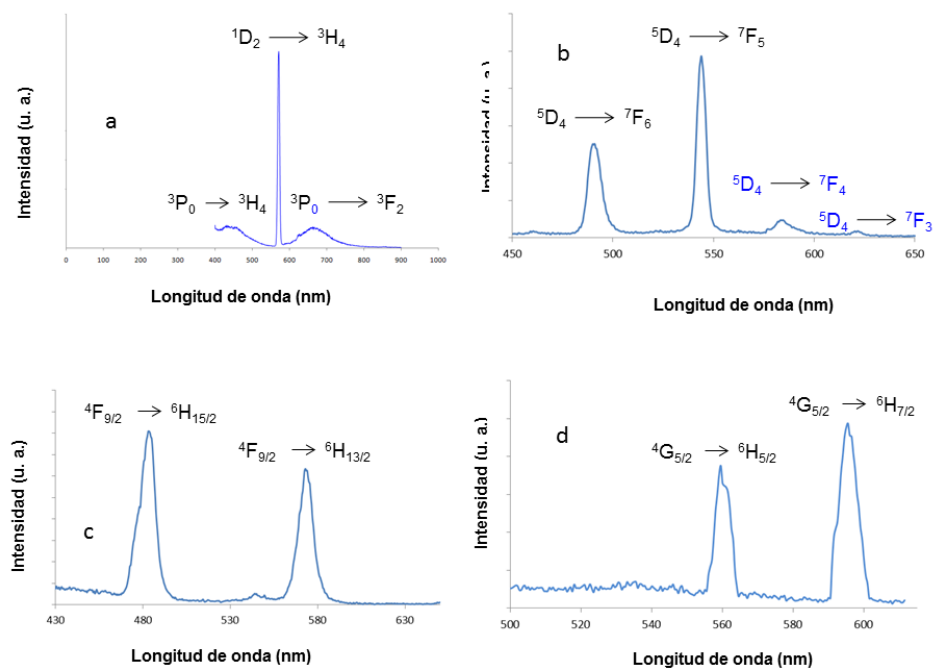 ¹D₂ → ³H₄
a
³P₀ → ³H₄ ³P₀ → ³F₂
Intensidad (u. a.)
0 100 200 300 400 500 600 700 800 900 1000
Longitud de onda (nm)
⁵D₄ → ⁷F₅
b
⁵D₄ → ⁷F₆
⁵D₄ → ⁷F₄
⁵D₄ → ⁷F₃
Intensidad (u. a.)
450 500 550 600 650
Longitud de onda (nm)
⁴F₉/₂ → ⁶H₁₅/₂
⁴F₉/₂ → ⁶H₁₃/₂
c
Intensidad (u. a.)
430 480 530 580 630
Longitud de onda (nm)
⁴G₅/₂ → ⁶H₇/₂
d
⁴G₅/₂ → ⁶H₅/₂
Intensidad (u. a.)
500 520 540 560 580 600
Longitud de onda (nm)